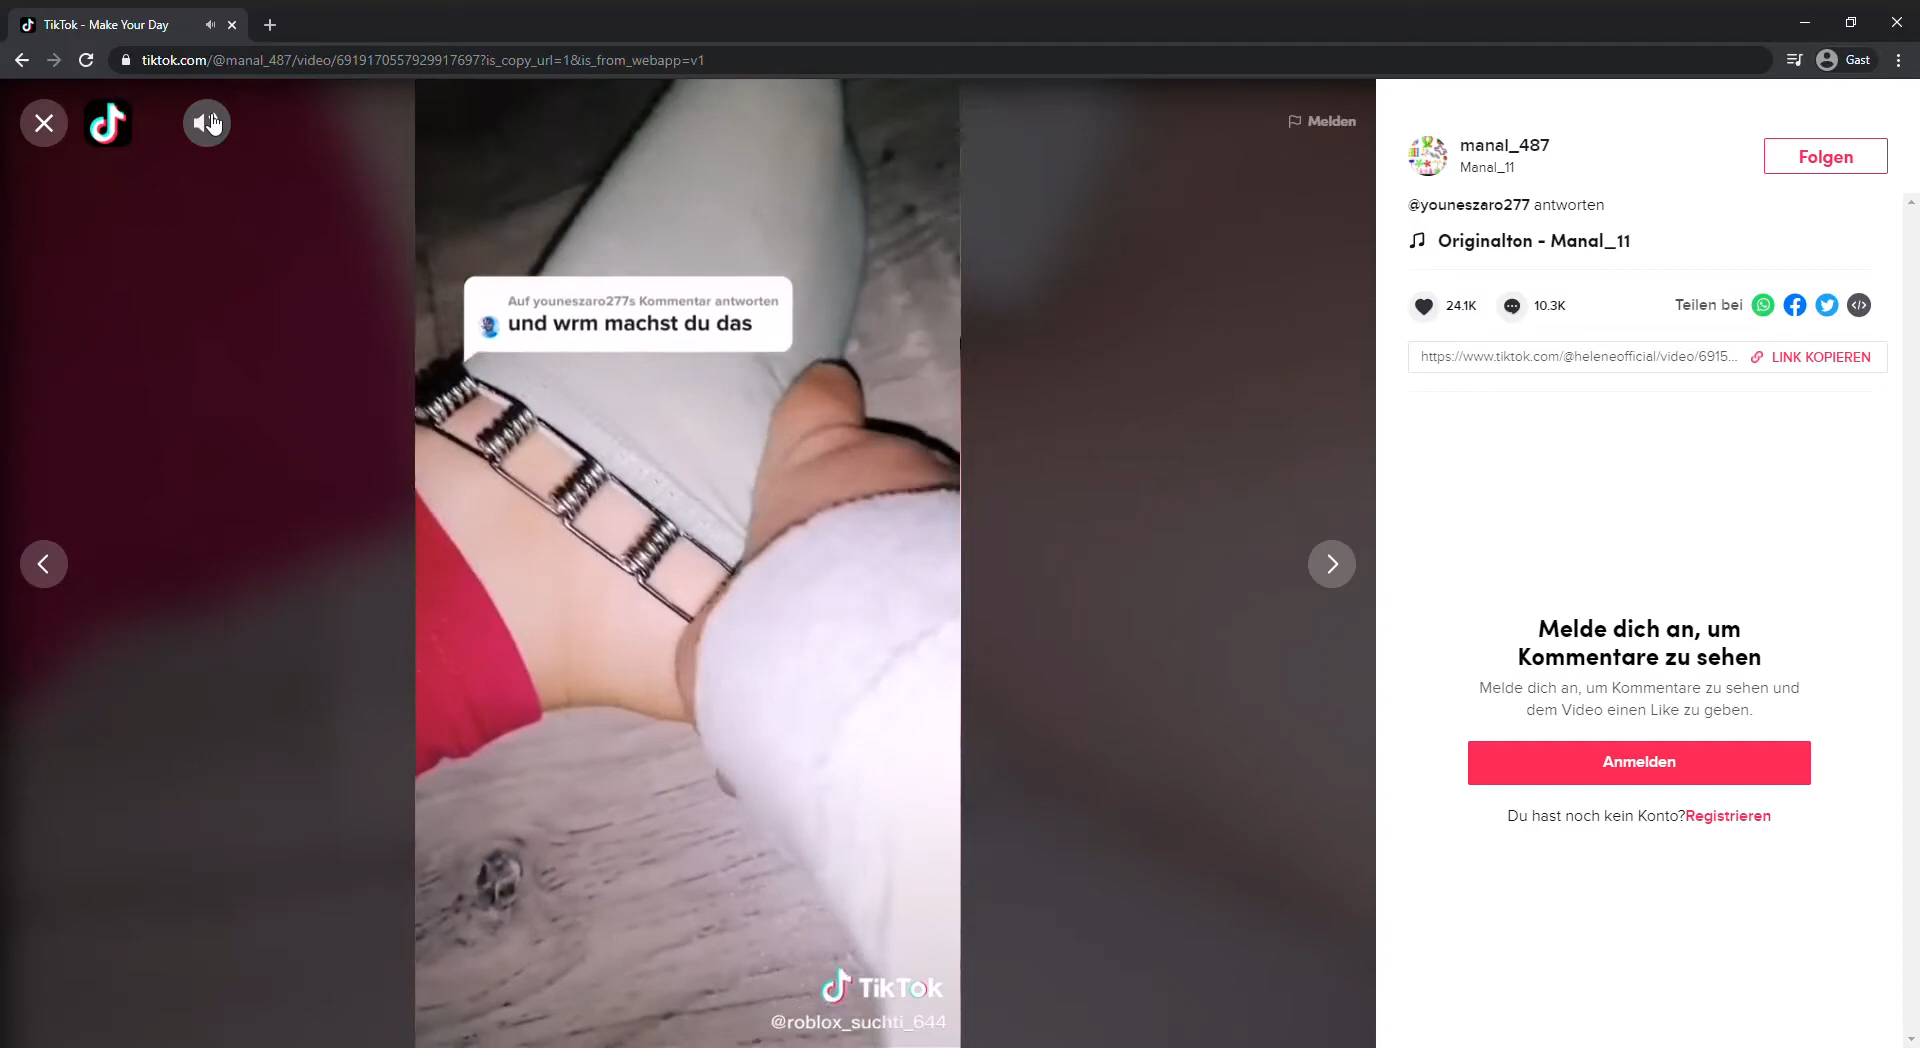 TikTok - Make Your Day
tiktok.com/@manal_487/video/6919170557929917697?is_copy_url=1&is_from_webapp=v1
Gast
Melden
manal_487
Manal_11
Folgen
@youneszaro277 antworten
Originalton - Manal_11
24.1K
10.3K
Teilen bei
https://www.tiktok.com/@heleneofficial/video/6915...
LINK KOPIEREN
Auf youneszaro277s Kommentar antworten
und wrm machst du das
Melde dich an, um
Kommentare zu sehen
Melde dich an, um Kommentare zu sehen und
dem Video einen Like zu geben.
Anmelden
Du hast noch kein Konto?Registrieren
TikTok
@roblox_suchti_644